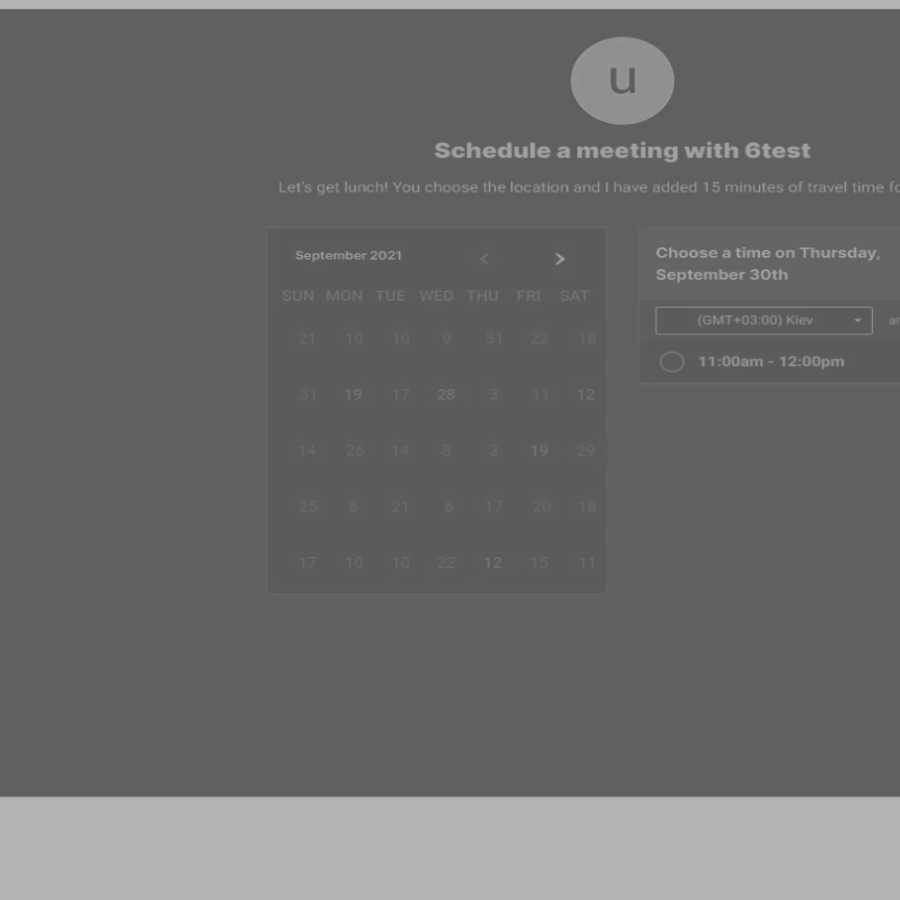 u
Schedule a meeting with 6test
Let's get lunch! You choose the location and I have added 15 minutes of travel time
September 2021
SUN MON TUE WED THU FRI SAT
21 10 10 9 31 22 18
31 19 17 28 3 11 12
14 26 14 8 3 19 29
25 8 21 6 17 20 18
17 10 10 22 12 15 11
Choose a time on Thursday,
September 30th
(GMT+03:00) Kiev
11:00am - 12:00pm